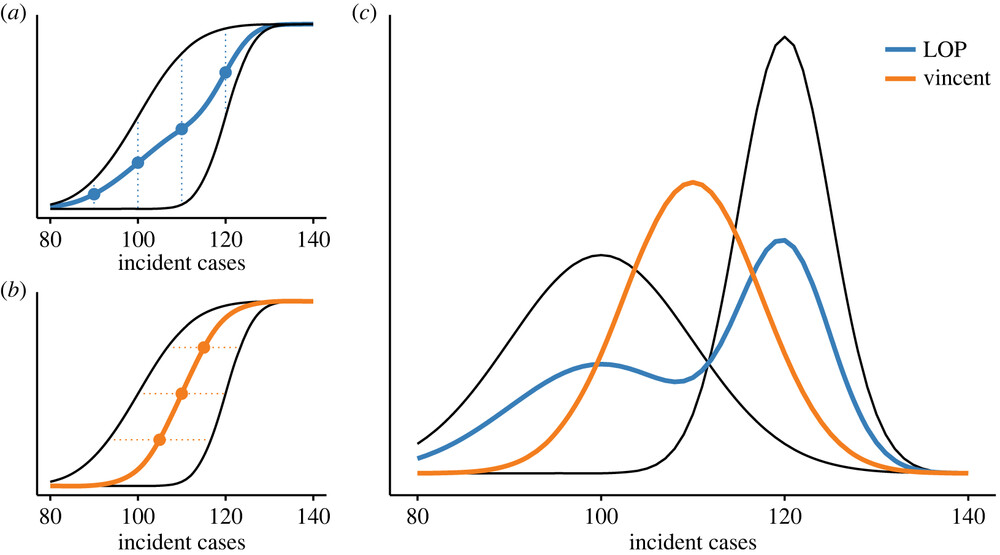 (a)
80 100 120 140
incident cases
(b)
80 100 120 140
incident cases
(c)
LOP
vincent
80 100 120 140
incident cases